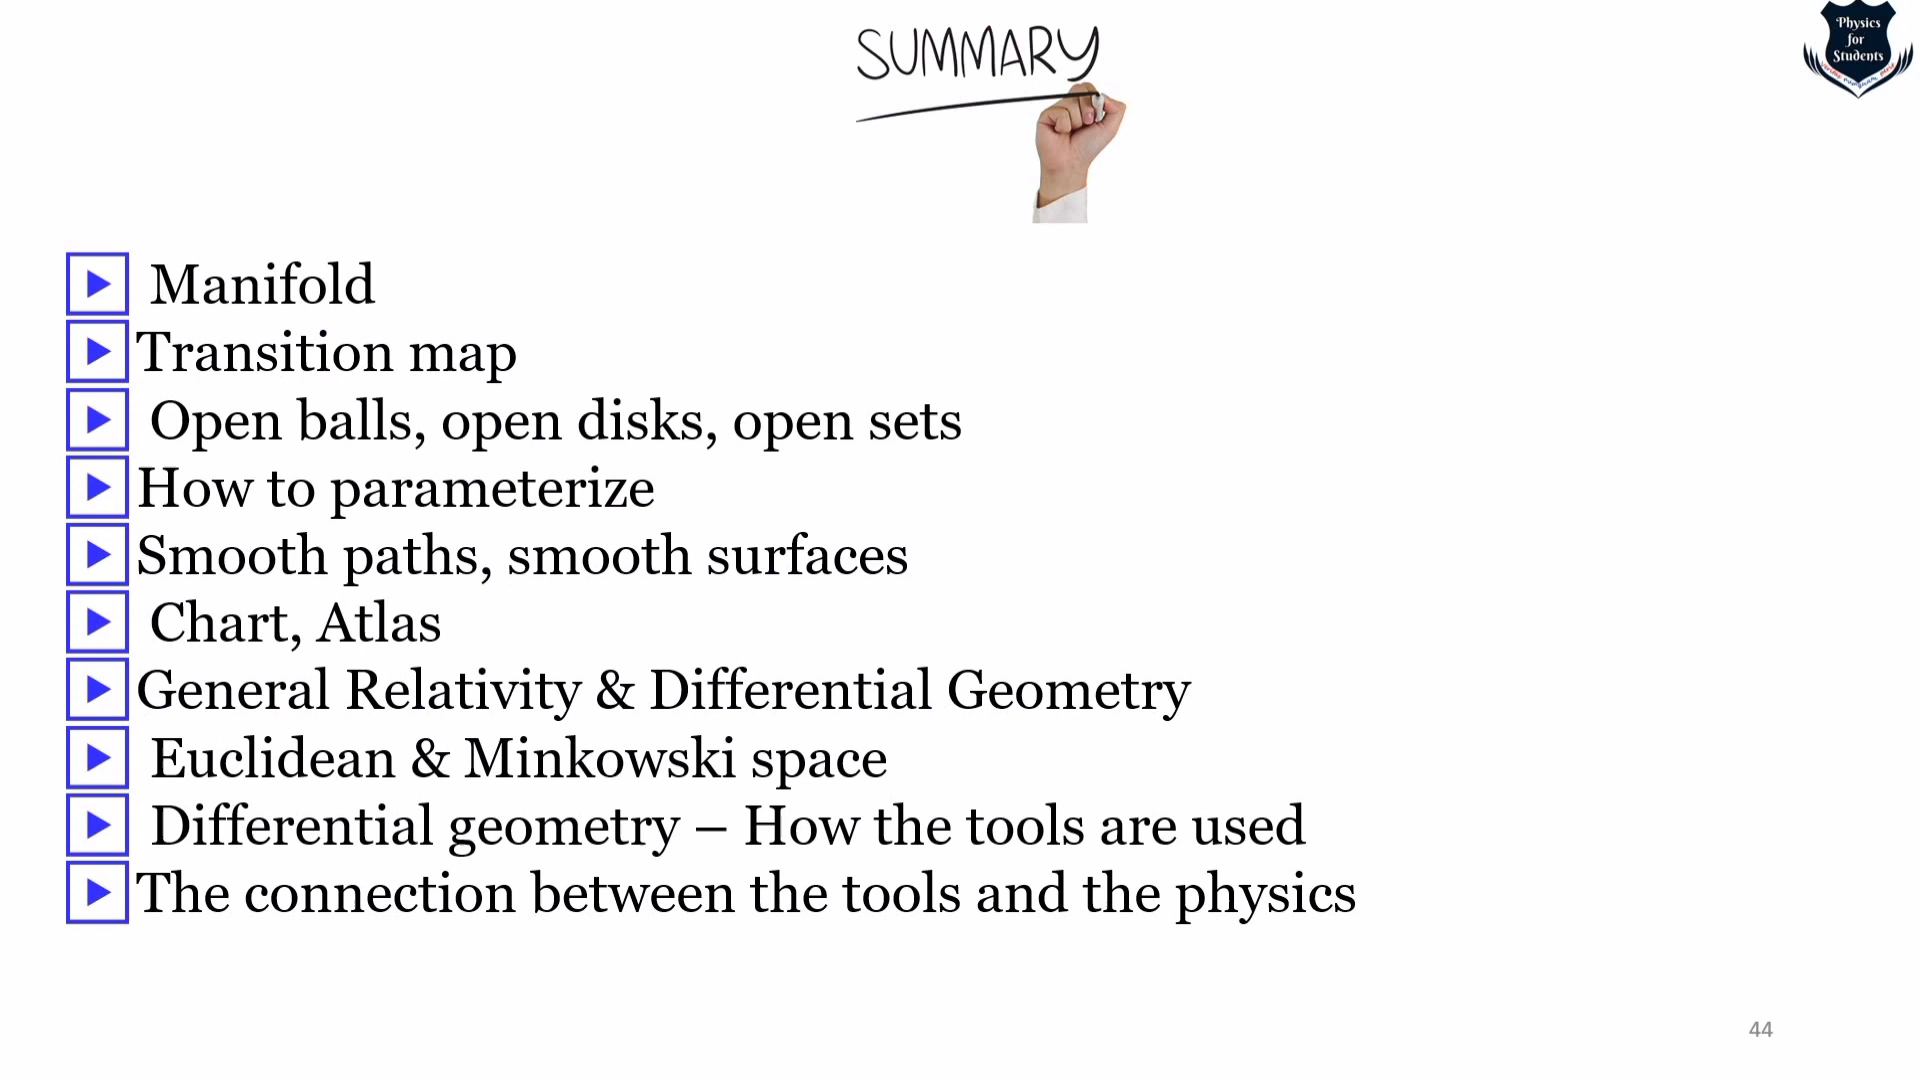 SUMMARY
Physics
for
Students
Manifold
Transition map
Open balls, open disks, open sets
How to parameterize
Smooth paths, smooth surfaces
Chart, Atlas
General Relativity & Differential Geometry
Euclidean & Minkowski space
Differential geometry – How the tools are used
The connection between the tools and the physics
44